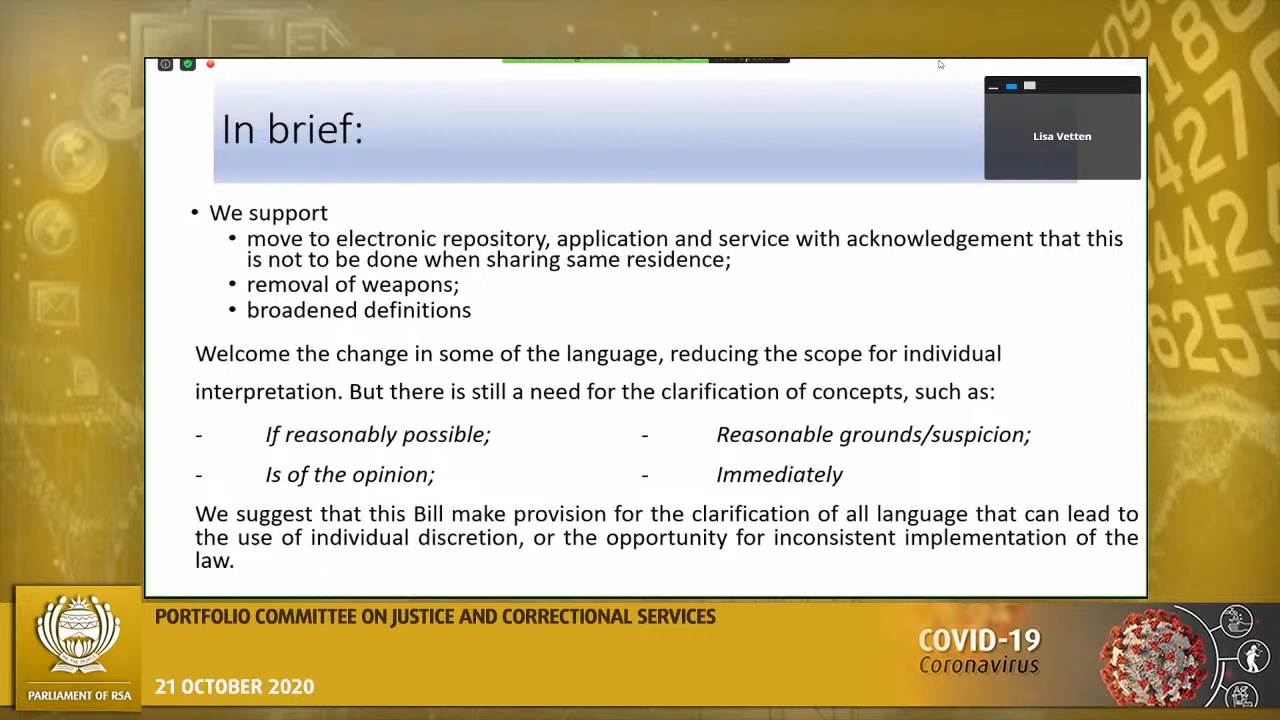 In brief:
Lisa Vetten
• We support
• move to electronic repository, application and service with acknowledgement that this
is not to be done when sharing same residence;
• removal of weapons;
• broadened definitions
Welcome the change in some of the language, reducing the scope for individual
interpretation. But there is still a need for the clarification of concepts, such as:
- If reasonably possible; - Reasonable grounds/suspicion;
- Is of the opinion; - Immediately
We suggest that this Bill make provision for the clarification of all language that can lead to
the use of individual discretion, or the opportunity for inconsistent implementation of the
law.
PORTFOLIO COMMITTEE ON JUSTICE AND CORRECTIONAL SERVICES
21 OCTOBER 2020
PARLIAMENT OF RSA
COVID-19
Coronavirus